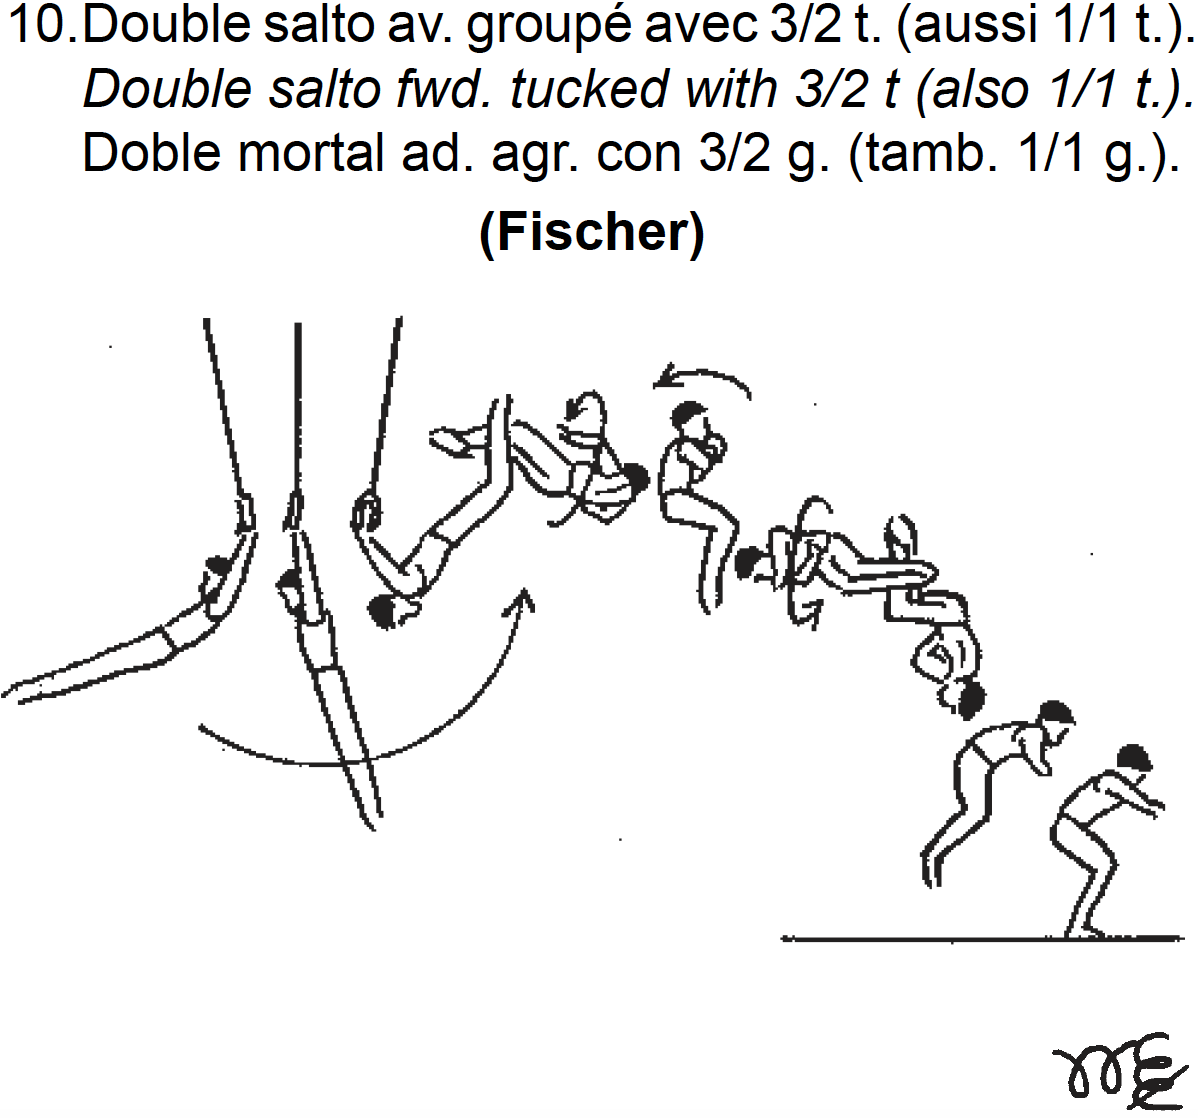 10.Double salto av. groupé avec 3/2 t. (aussi 1/1 t.).
Double salto fwd. tucked with 3/2 t (also 1/1 t.).
Doble mortal ad. agr. con 3/2 g. (tamb. 1/1 g.).
(Fischer)